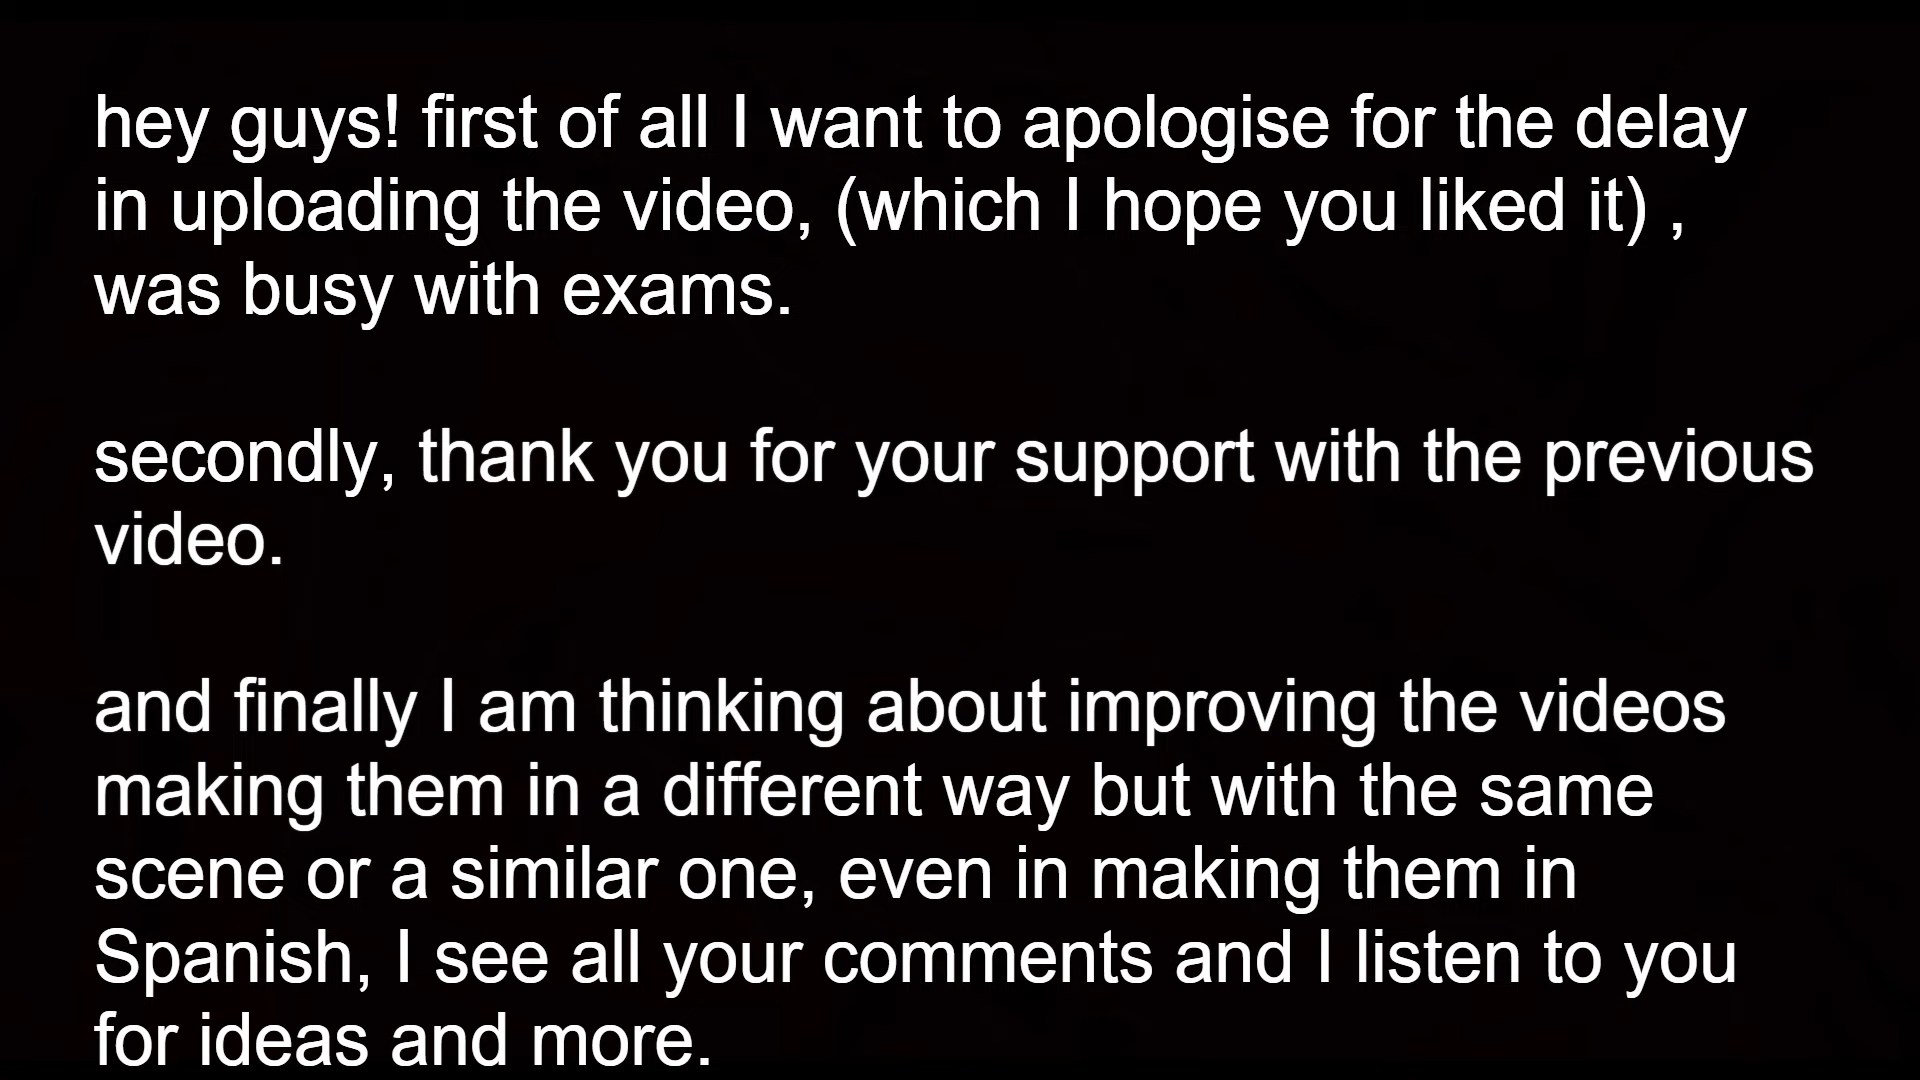 hey guys! first of all I want to apologise for the delay
in uploading the video, (which I hope you liked it) ,
was busy with exams.
secondly, thank you for your support with the previous
video.
and finally I am thinking about improving the videos
making them in a different way but with the same
scene or a similar one, even in making them in
Spanish, I see all your comments and I listen to you
for ideas and more.